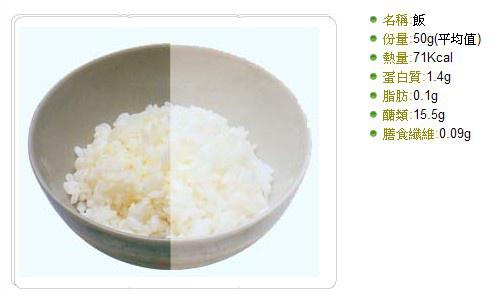 名稱:飯
份量:50g(平均值)
熱量:71Kcal
蛋白質:1.4g
脂肪:0.1g
醣類:15.5g
膳食纖維:0.09g